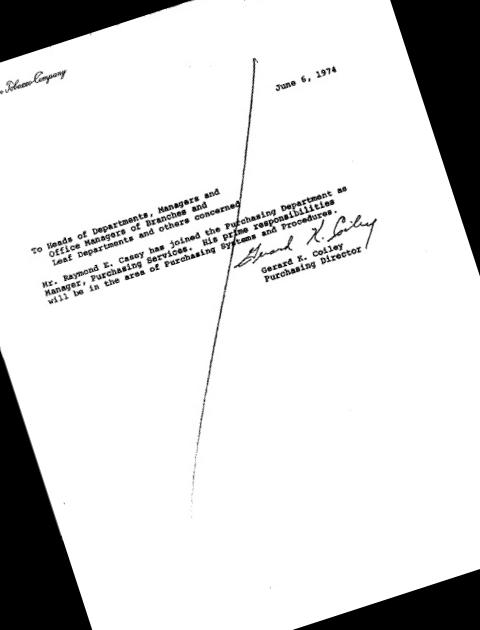 Tobacco Company
June 6, 1974
To Heads of Departments, Managers and
Office Managers of Branches and
Leaf Departments and others concerned
Mr. Raymond E. Casey has joined the Purchasing Department as
Manager, Purchasing Services. His prime responsibilities
will be in the area of Purchasing Systems and Procedures.
Gerard K. Coiley
Gerard K. Coiley
Purchasing Director